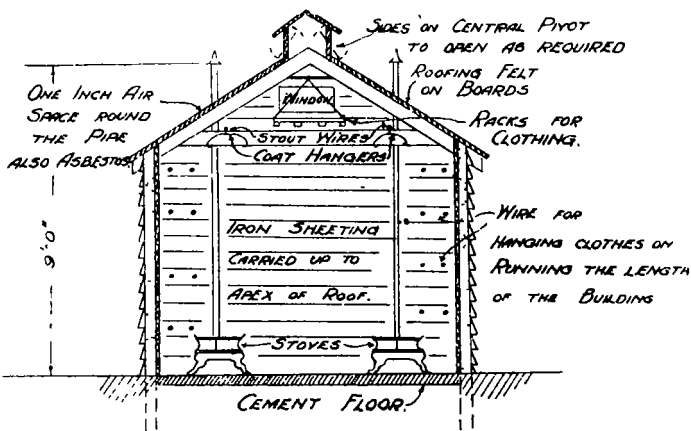 SIDES ON CENTRAL PIVOT
TO OPEN AS REQUIRED
ROOFING FELT
ON BOARDS
ONE INCH AIR
SPACE ROUND
THE PIPE
ALSO ASBESTOS
WINDOW
RACKS FOR
CLOTHING.
STOUT WIRES
COAT HANGERS
9'.0"
IRON SHEETING
CARRIED UP TO
APEX OF ROOF.
WIRE FOR
HANGING CLOTHES ON
RUNNING THE LENGTH
OF THE BUILDING
STOVES
CEMENT FLOOR.